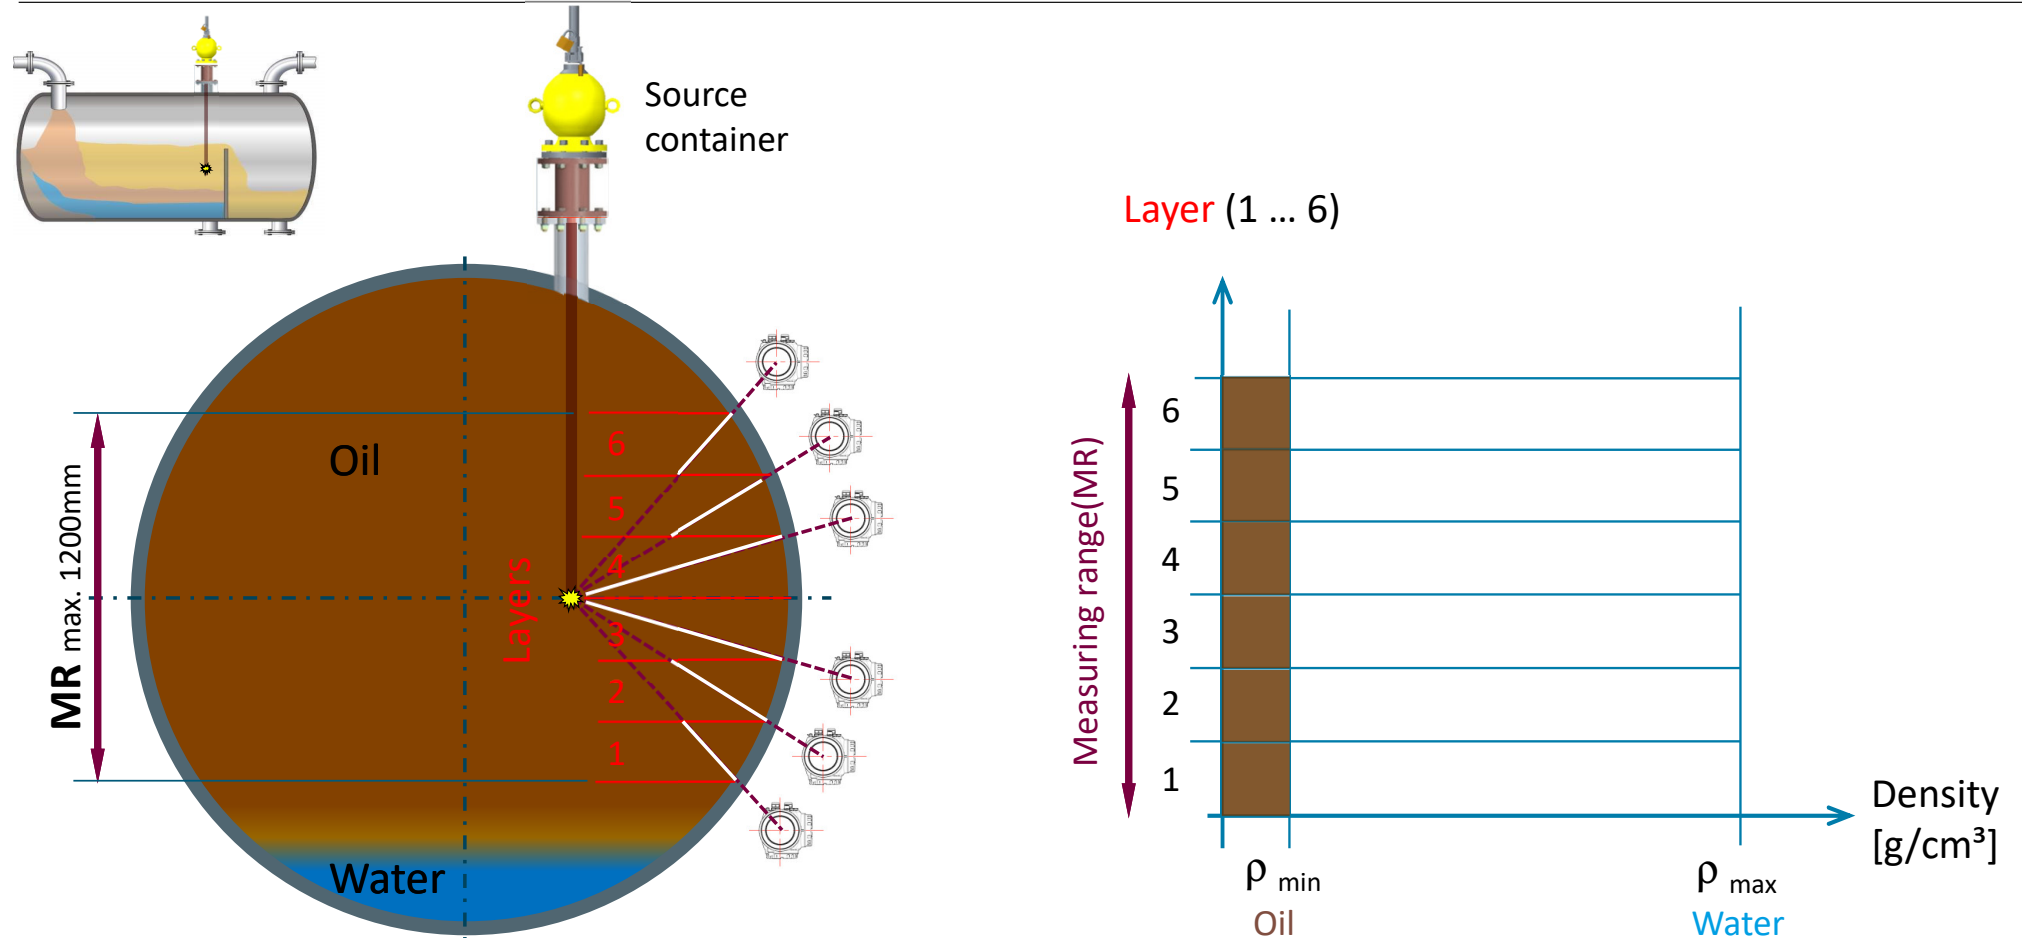 Source
container
Oil
MR max. 1200mm
Layers
6
5
4
3
2
1
Water
Layer (1 ... 6)
Measuring range(MR)
6
5
4
3
2
1
Density
[g/cm³]
ρ min
Oil
ρ max
Water